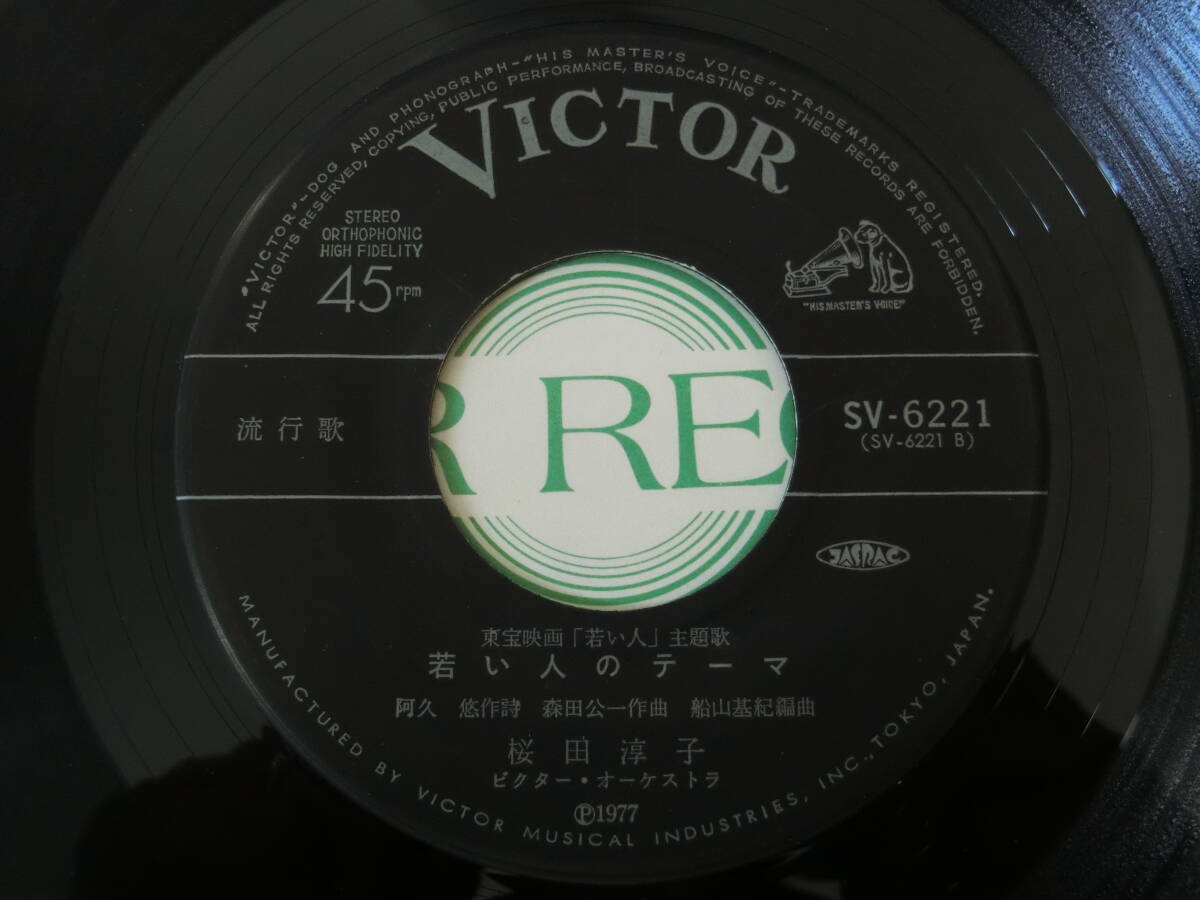 "VICTOR"–DOG AND PHONOGRAPH–"HIS MASTER'S VOICE"–TRADEMARKS REGISTERED.
ALL RIGHTS RESERVED, COPYING, PUBLIC PERFORMANCE, BROADCASTING OF THESE RECORDS ARE FORBIDDEN.
VICTOR
STEREO
ORTHOPHONIC
HIGH FIDELITY
45 rpm
"HIS MASTER'S VOICE"
流行歌
R REC
SV-6221
(SV-6221 B)
JASRAC
東宝映画「若い人」主題歌
若い人のテーマ
阿久 悠作詩 森田公一作曲 船山基紀編曲
桜田淳子
ビクター・オーケストラ
Ⓟ1977
MANUFACTURED BY VICTOR MUSICAL INDUSTRIES, INC., TOKYO, JAPAN.